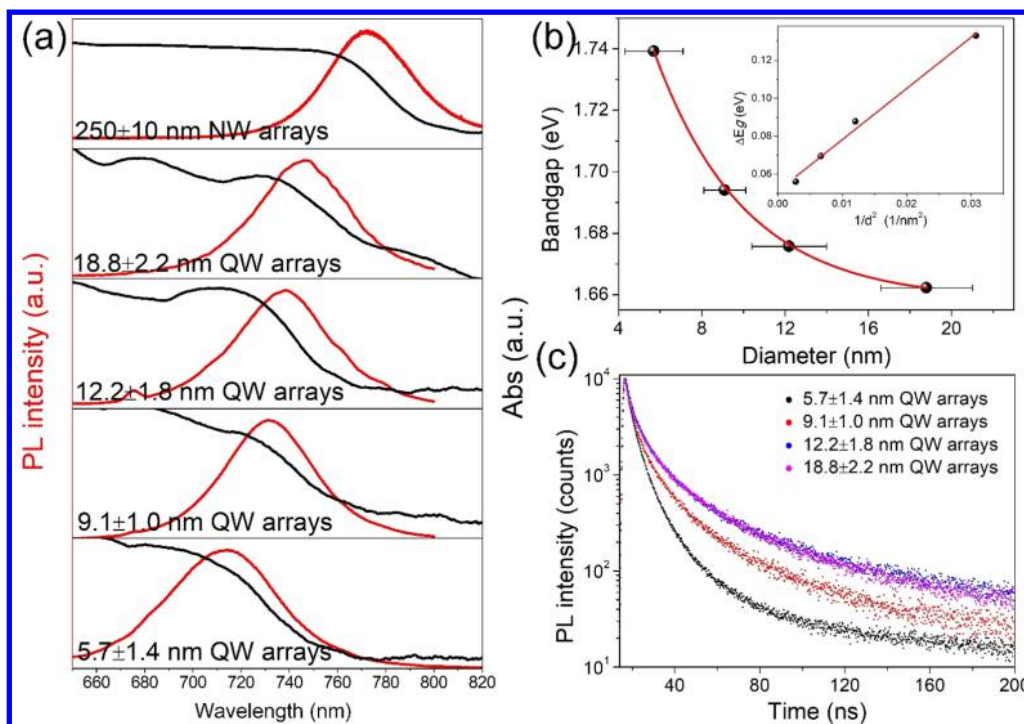 (a)
250±10 nm NW arrays
18.8±2.2 nm QW arrays
12.2±1.8 nm QW arrays
9.1±1.0 nm QW arrays
5.7±1.4 nm QW arrays
PL intensity (a.u.)
Abs (a.u.)
660 680 700 720 740 760 780 800 820
Wavelength (nm)
(b)
1.74
1.72
1.70
1.68
1.66
Bandgap (eV)
4 8 12 16 20
Diameter (nm)
0.12
0.10
0.08
0.06
ΔEg (eV)
0.00 0.01 0.02 0.03
1/d² (1/nm²)
(c)
5.7±1.4 nm QW arrays
9.1±1.0 nm QW arrays
12.2±1.8 nm QW arrays
18.8±2.2 nm QW arrays
10⁴
10³
10²
10¹
PL intensity (counts)
40 80 120 160 200
Time (ns)